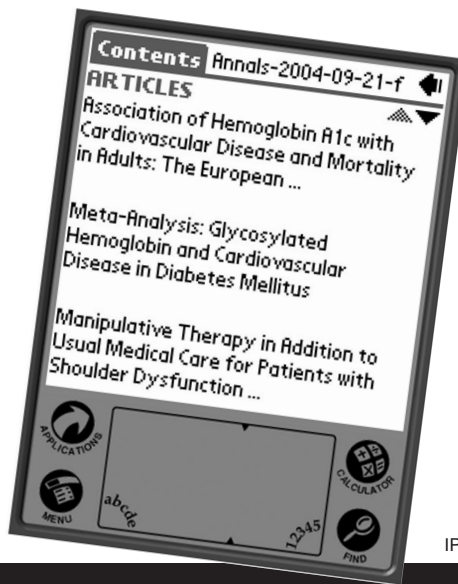 Contents Annals-2004-09-21-f
ARTICLES
Association of Hemoglobin A1c with
Cardiovascular Disease and Mortality
in Adults: The European ...
Meta-Analysis: Glycosylated
Hemoglobin and Cardiovascular
Disease in Diabetes Mellitus
Manipulative Therapy in Addition to
Usual Medical Care for Patients with
Shoulder Dysfunction ...
APPLICATIONS
CALCULATOR
MENU
abcde
12345
FIND
IP